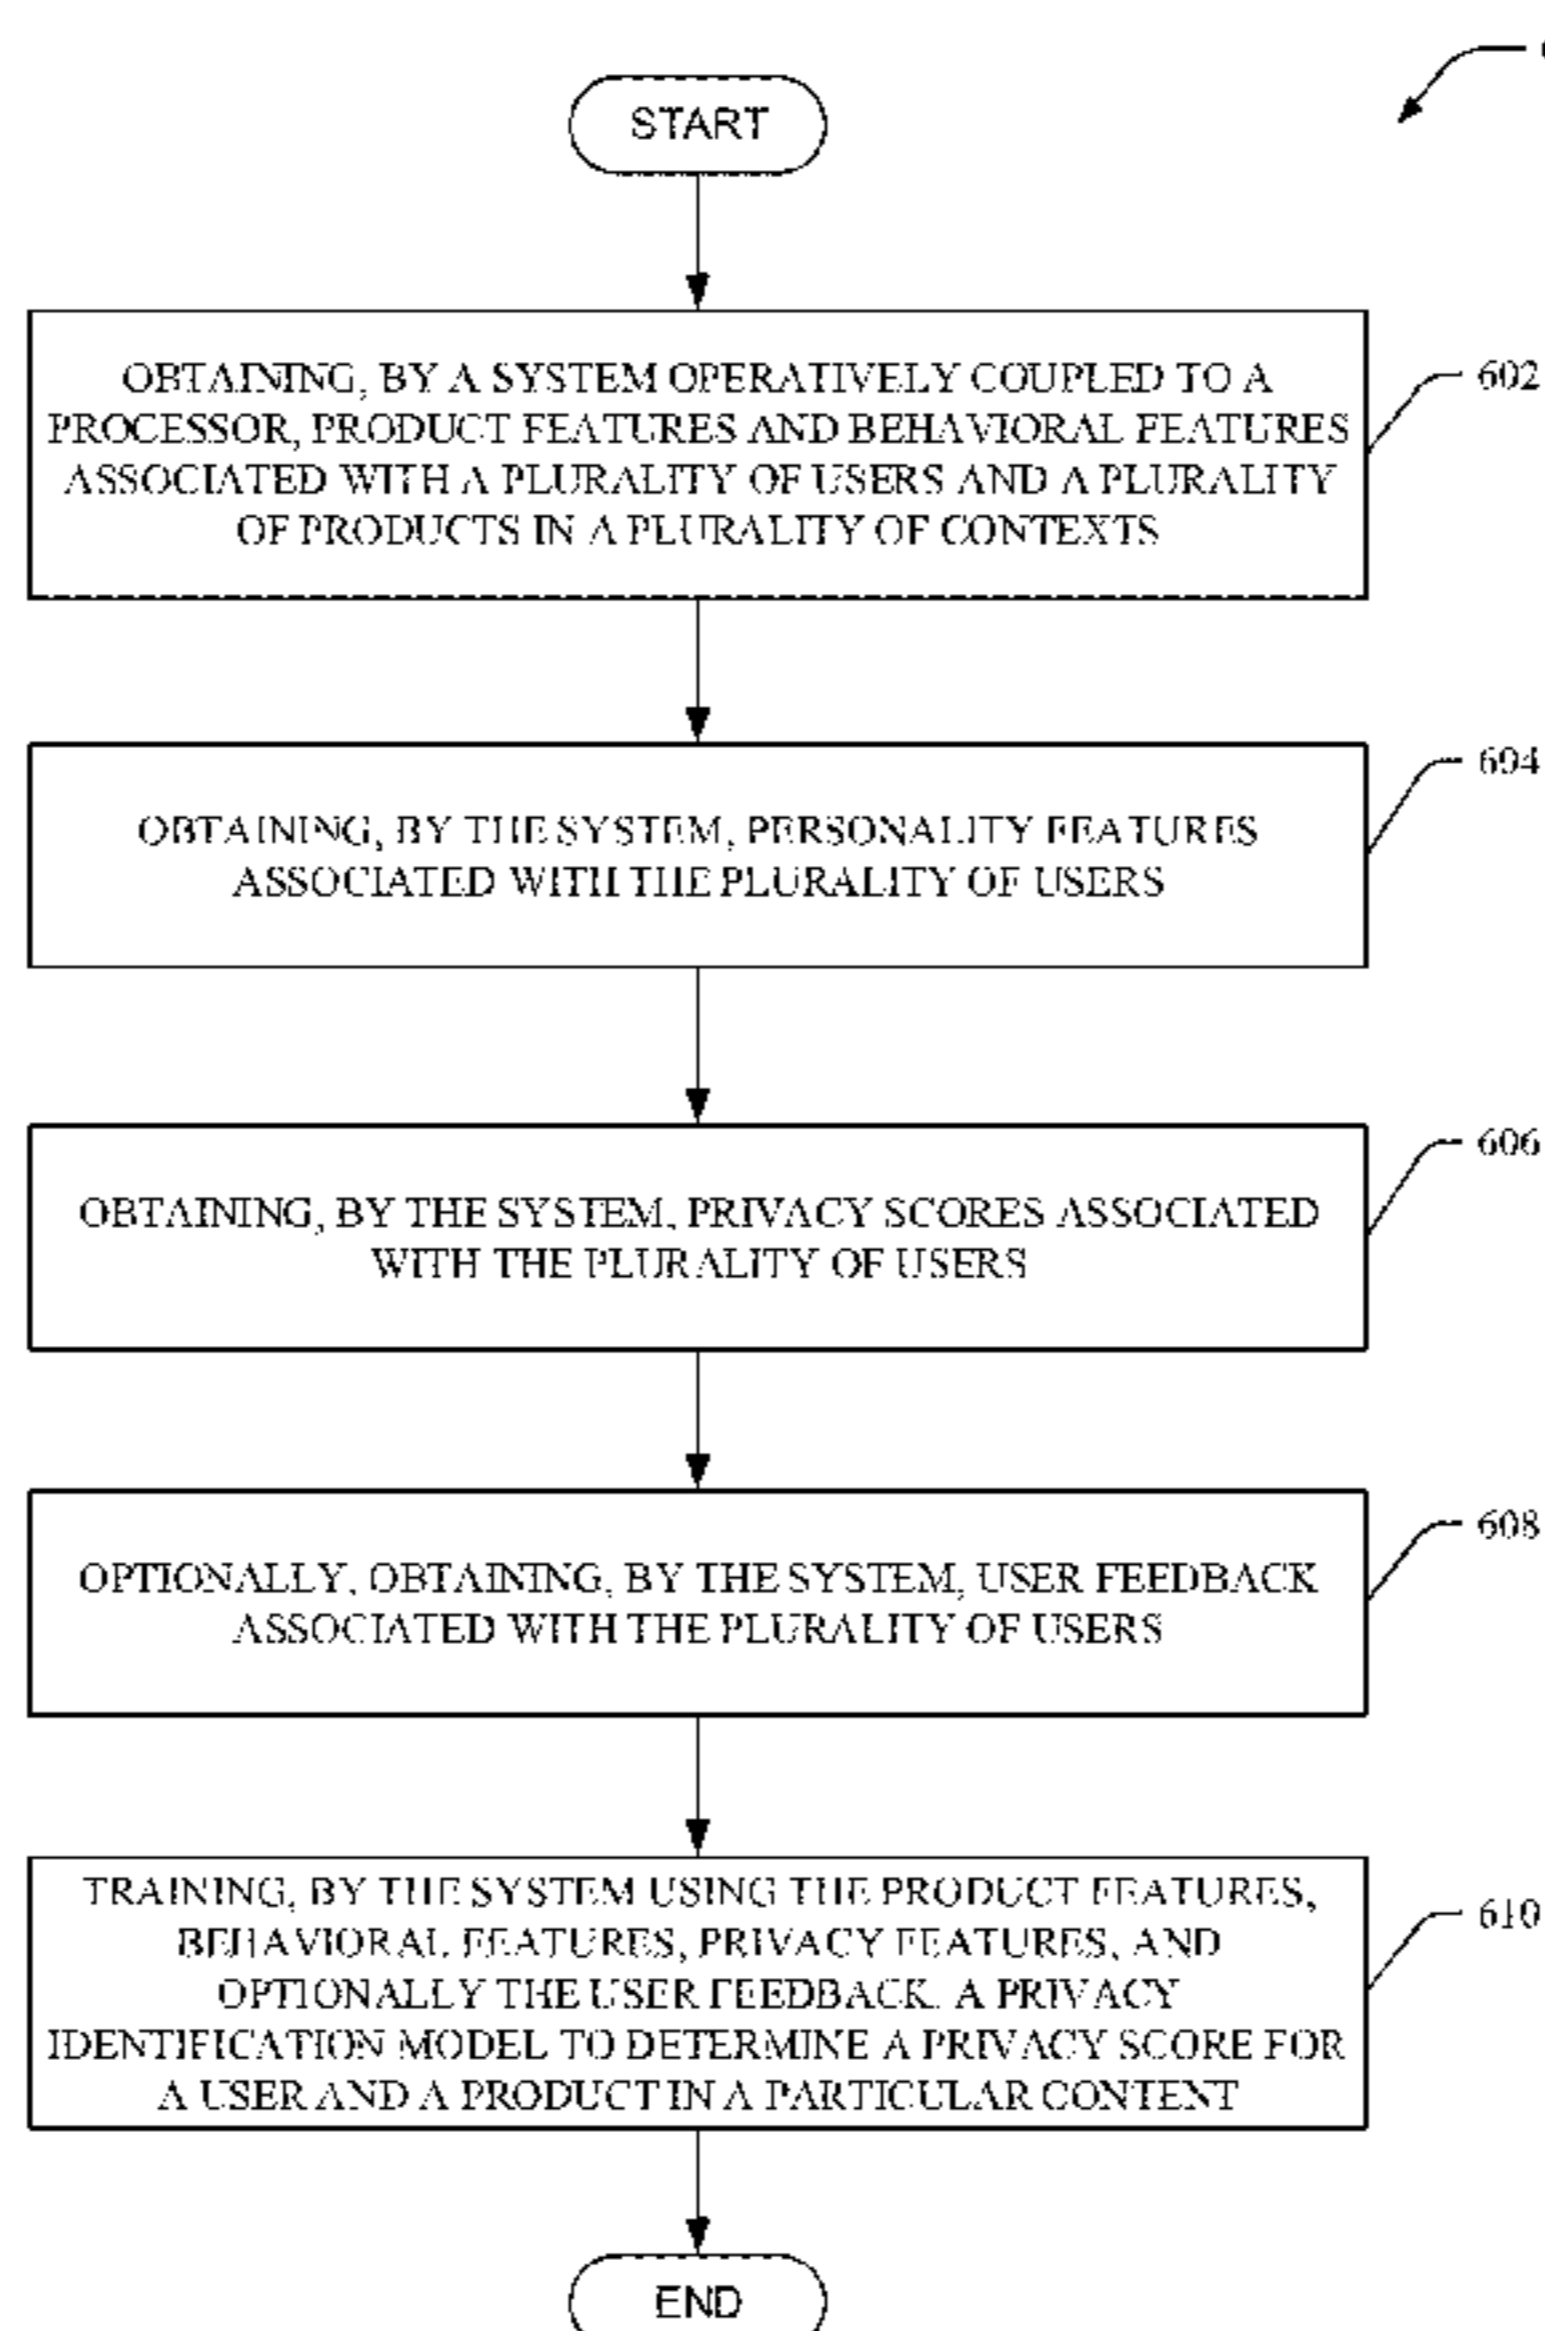 START
OBTAINING, BY A SYSTEM OPERATIVELY COUPLED TO A
PROCESSOR, PRODUCT FEATURES AND BEHAVIORAL FEATURES
ASSOCIATED WITH A PLURALITY OF USERS AND A PLURALITY
OF PRODUCTS IN A PLURALITY OF CONTEXTS
602
OBTAINING, BY THE SYSTEM, PERSONALITY FEATURES
ASSOCIATED WITH THE PLURALITY OF USERS
604
OBTAINING, BY THE SYSTEM, PRIVACY SCORES ASSOCIATED
WITH THE PLURALITY OF USERS
606
OPTIONALLY, OBTAINING, BY THE SYSTEM, USER FEEDBACK
ASSOCIATED WITH THE PLURALITY OF USERS
608
TRAINING, BY THE SYSTEM USING THE PRODUCT FEATURES,
BEHAVIORAL FEATURES, PRIVACY FEATURES, AND
OPTIONALLY THE USER FEEDBACK, A PRIVACY
IDENTIFICATION MODEL TO DETERMINE A PRIVACY SCORE FOR
A USER AND A PRODUCT IN A PARTICULAR CONTENT
610
END